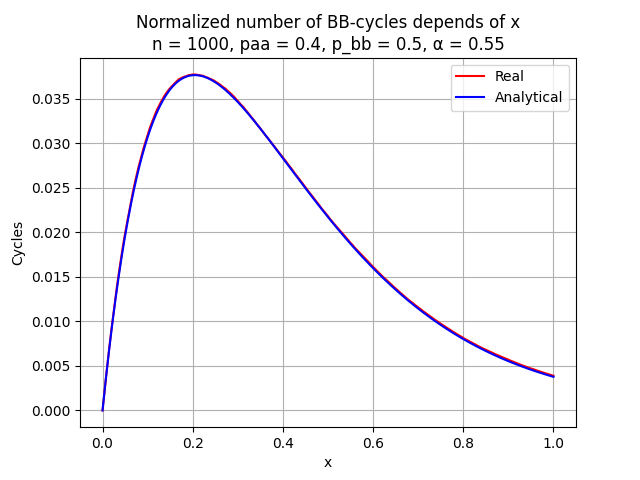 Normalized number of BB-cycles depends of x
n = 1000, paa = 0.4, p_bb = 0.5, α = 0.55
Real
Analytical
Cycles
0.035
0.030
0.025
0.020
0.015
0.010
0.005
0.000
0.0 0.2 0.4 0.6 0.8 1.0
x